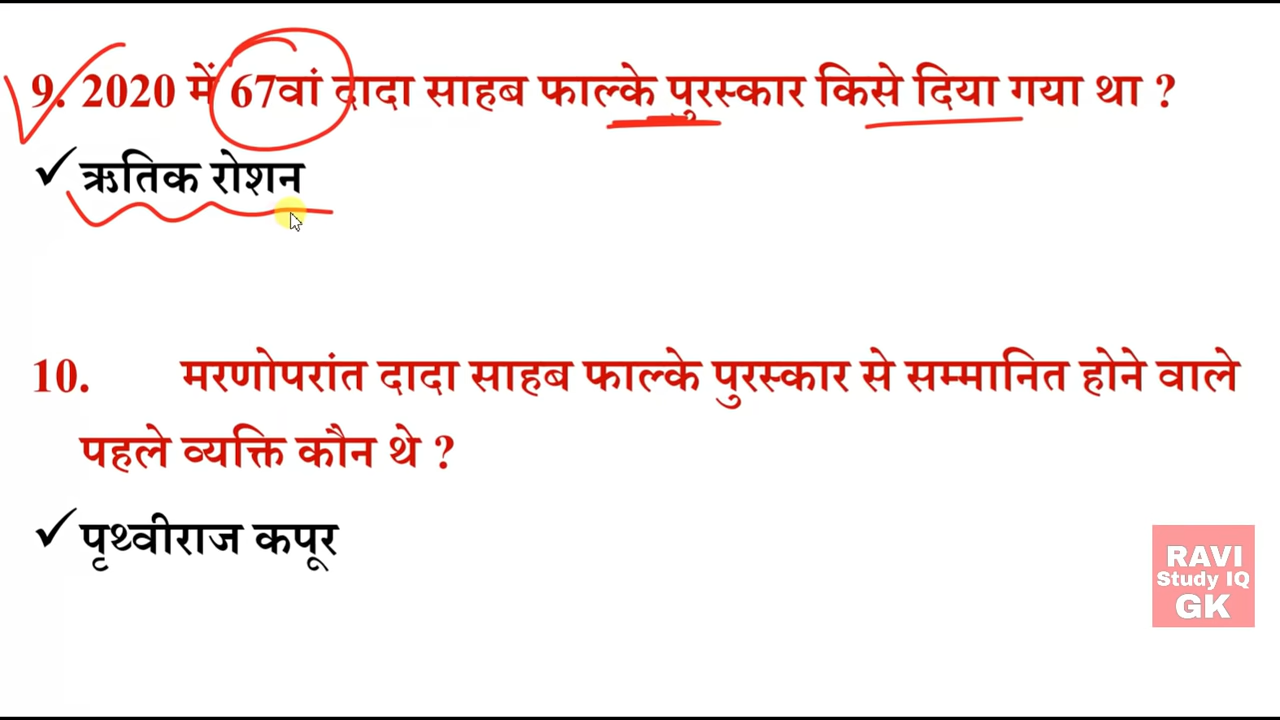 9. 2020 में 67वां दादा साहब फाल्के पुरस्कार किसे दिया गया था ?
✓ ऋतिक रोशन
10. मरणोपरांत दादा साहब फाल्के पुरस्कार से सम्मानित होने वाले
पहले व्यक्ति कौन थे ?
✓ पृथ्वीराज कपूर
RAVI
Study IQ
GK